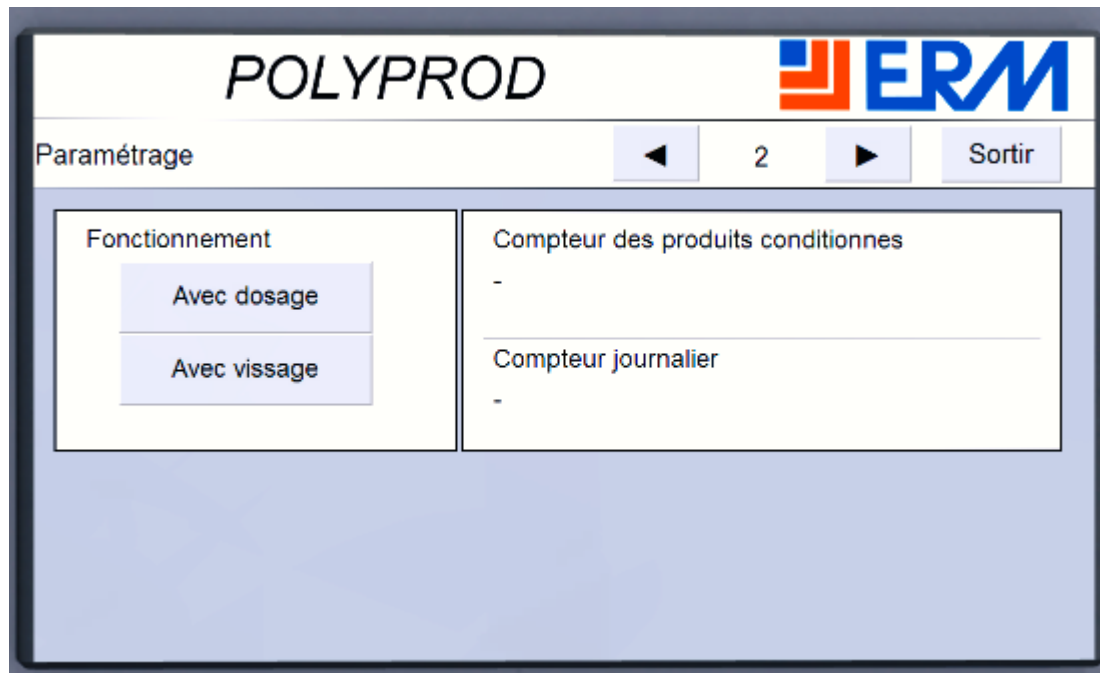 POLYPROD
ERM
Paramétrage
◄ 2 ► Sortir
Fonctionnement
Avec dosage
Avec vissage
Compteur des produits conditionnes
-
Compteur journalier
-